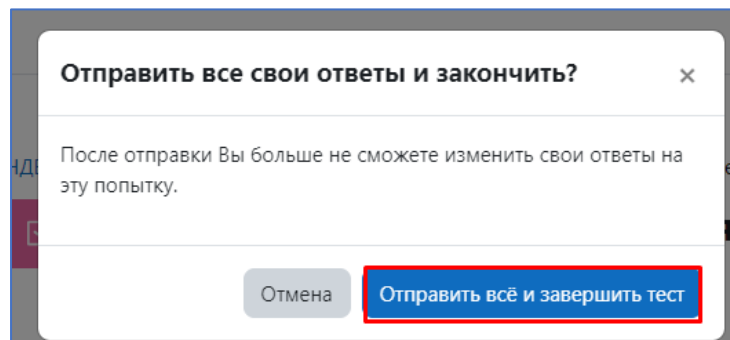 Отправить все свои ответы и закончить?
После отправки Вы больше не сможете изменить свои ответы на
эту попытку.
Отмена
Отправить всё и завершить тест